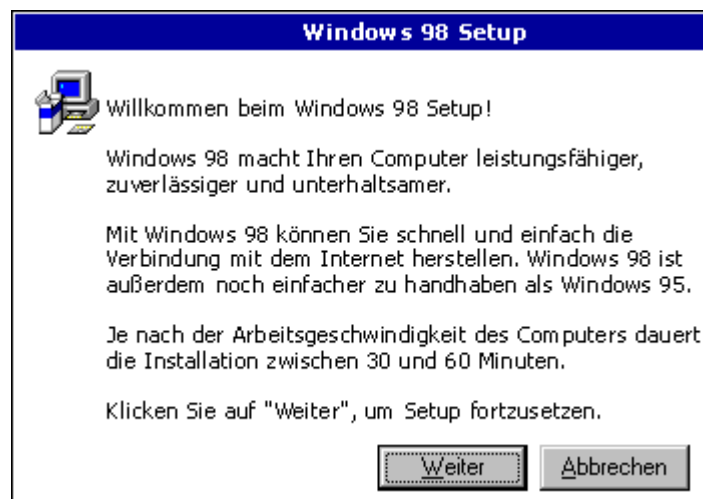 Windows 98 Setup
Willkommen beim Windows 98 Setup!
Windows 98 macht Ihren Computer leistungsfähiger,
zuverlässiger und unterhaltsamer.
Mit Windows 98 können Sie schnell und einfach die
Verbindung mit dem Internet herstellen. Windows 98 ist
außerdem noch einfacher zu handhaben als Windows 95.
Je nach der Arbeitsgeschwindigkeit des Computers dauert
die Installation zwischen 30 und 60 Minuten.
Klicken Sie auf "Weiter", um Setup fortzusetzen.
Weiter Abbrechen